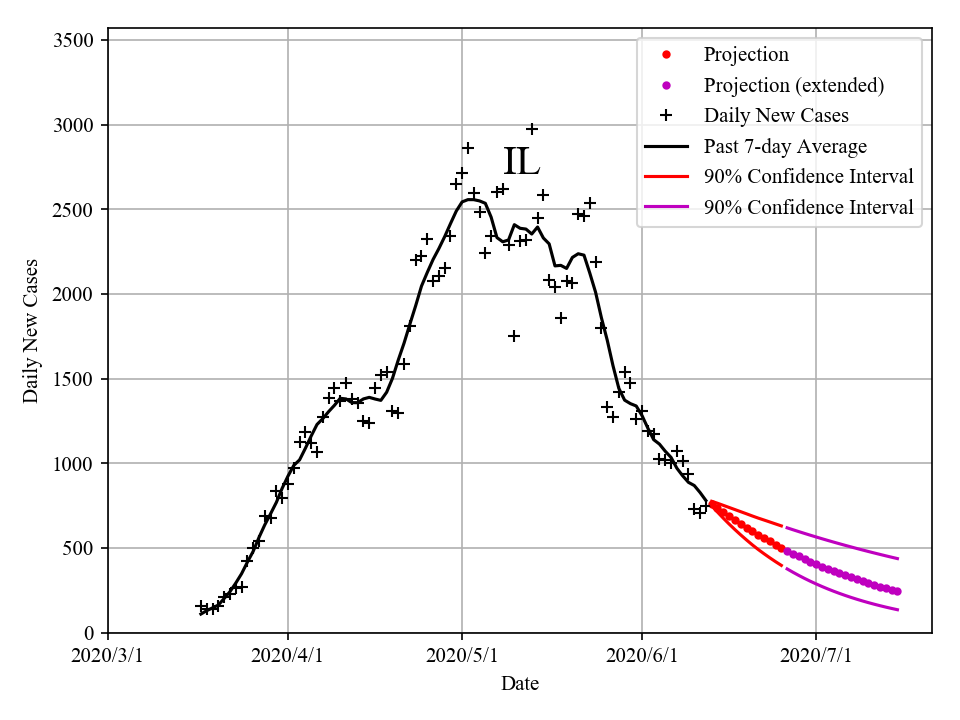 3500
3000
2500
2000
1500
1000
500
0
Daily New Cases
IL
Projection
Projection (extended)
Daily New Cases
Past 7-day Average
90% Confidence Interval
90% Confidence Interval
2020/3/1
2020/4/1
2020/5/1
2020/6/1
2020/7/1
Date